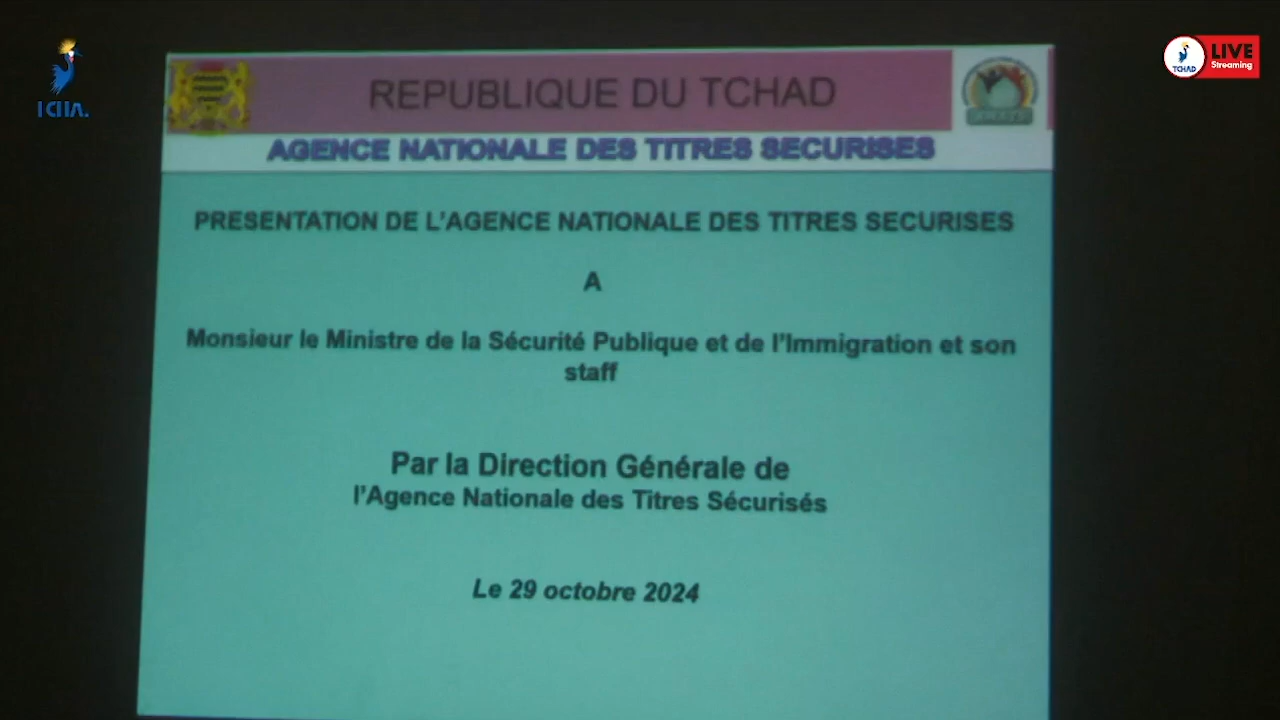 LIVE
Streaming
TCHAD
REPUBLIQUE DU TCHAD
AGENCE NATIONALE DES TITRES SECURISES
PRESENTATION DE L'AGENCE NATIONALE DES TITRES SECURISES
A
Monsieur le Ministre de la Sécurité Publique et de l'Immigration et son
staff
Par la Direction Générale de
l'Agence Nationale des Titres Sécurisés
Le 29 octobre 2024